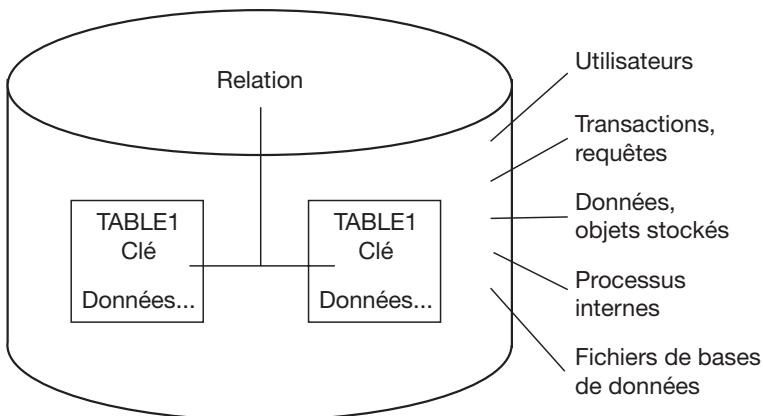 Relation
TABLE1
Clé
Données...
TABLE1
Clé
Données...
Utilisateurs
Transactions,
requêtes
Données,
objets stockés
Processus
internes
Fichiers de bases
de données